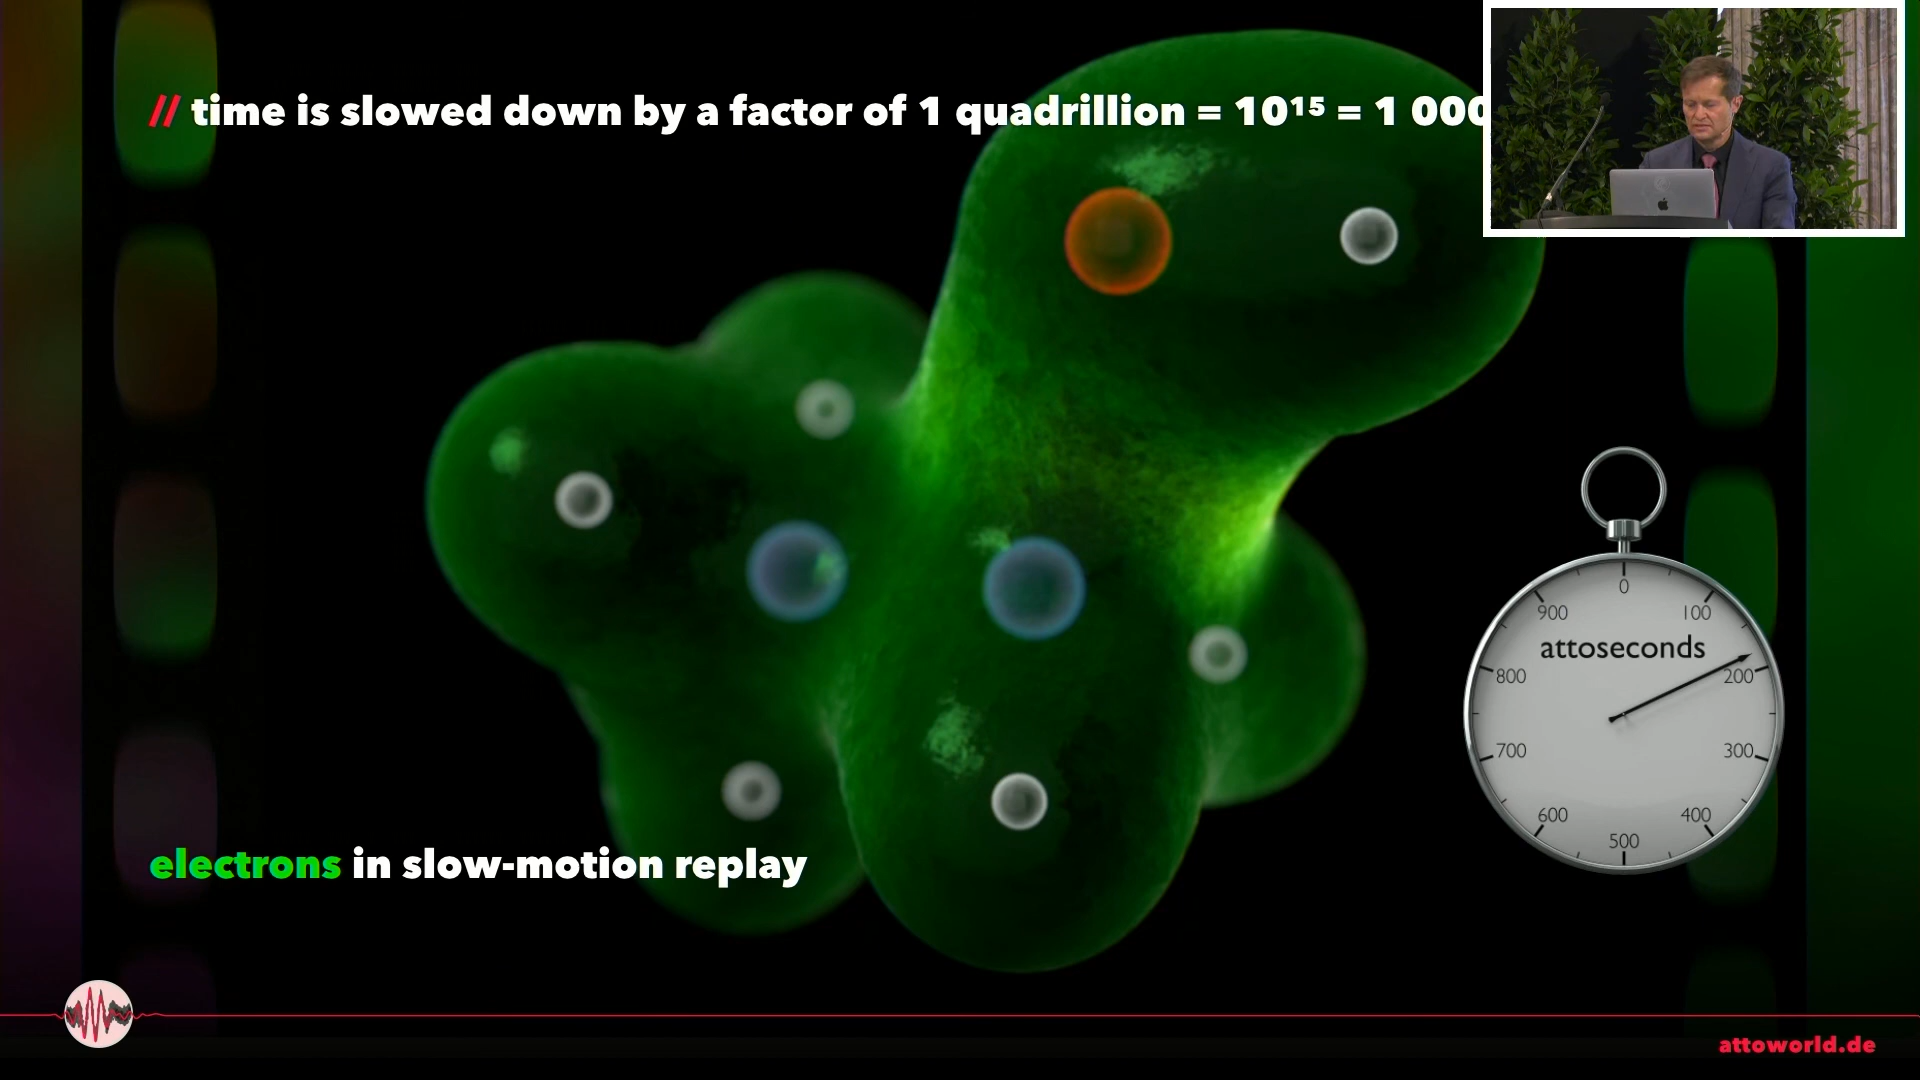 // time is slowed down by a factor of 1 quadrillion = 10¹⁵ = 1 000
0
900
100
attoseconds
800
200
700
300
600
400
500
electrons in slow-motion replay
attoworld.de